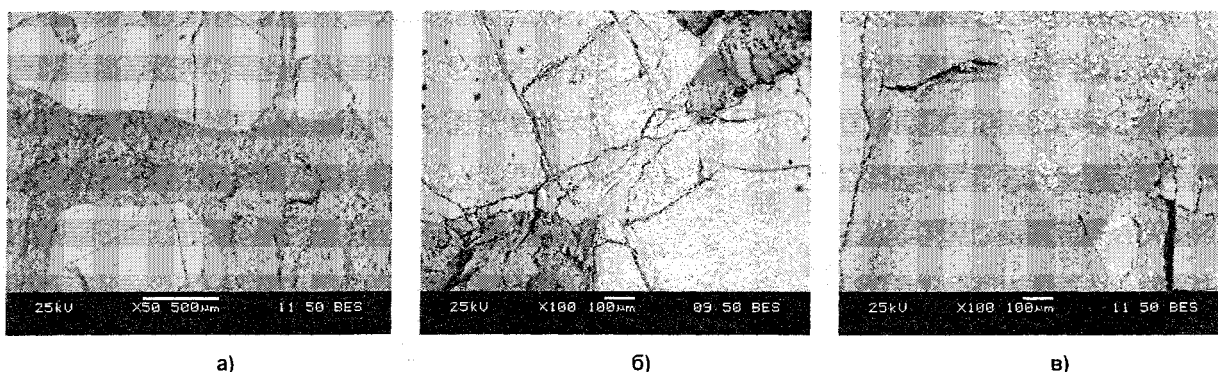 25kU X50 500µm 11 50 BES
25kU X100 100µm 09.50 BES
25kU X100 100µm 11 50 BES
а) б) в)